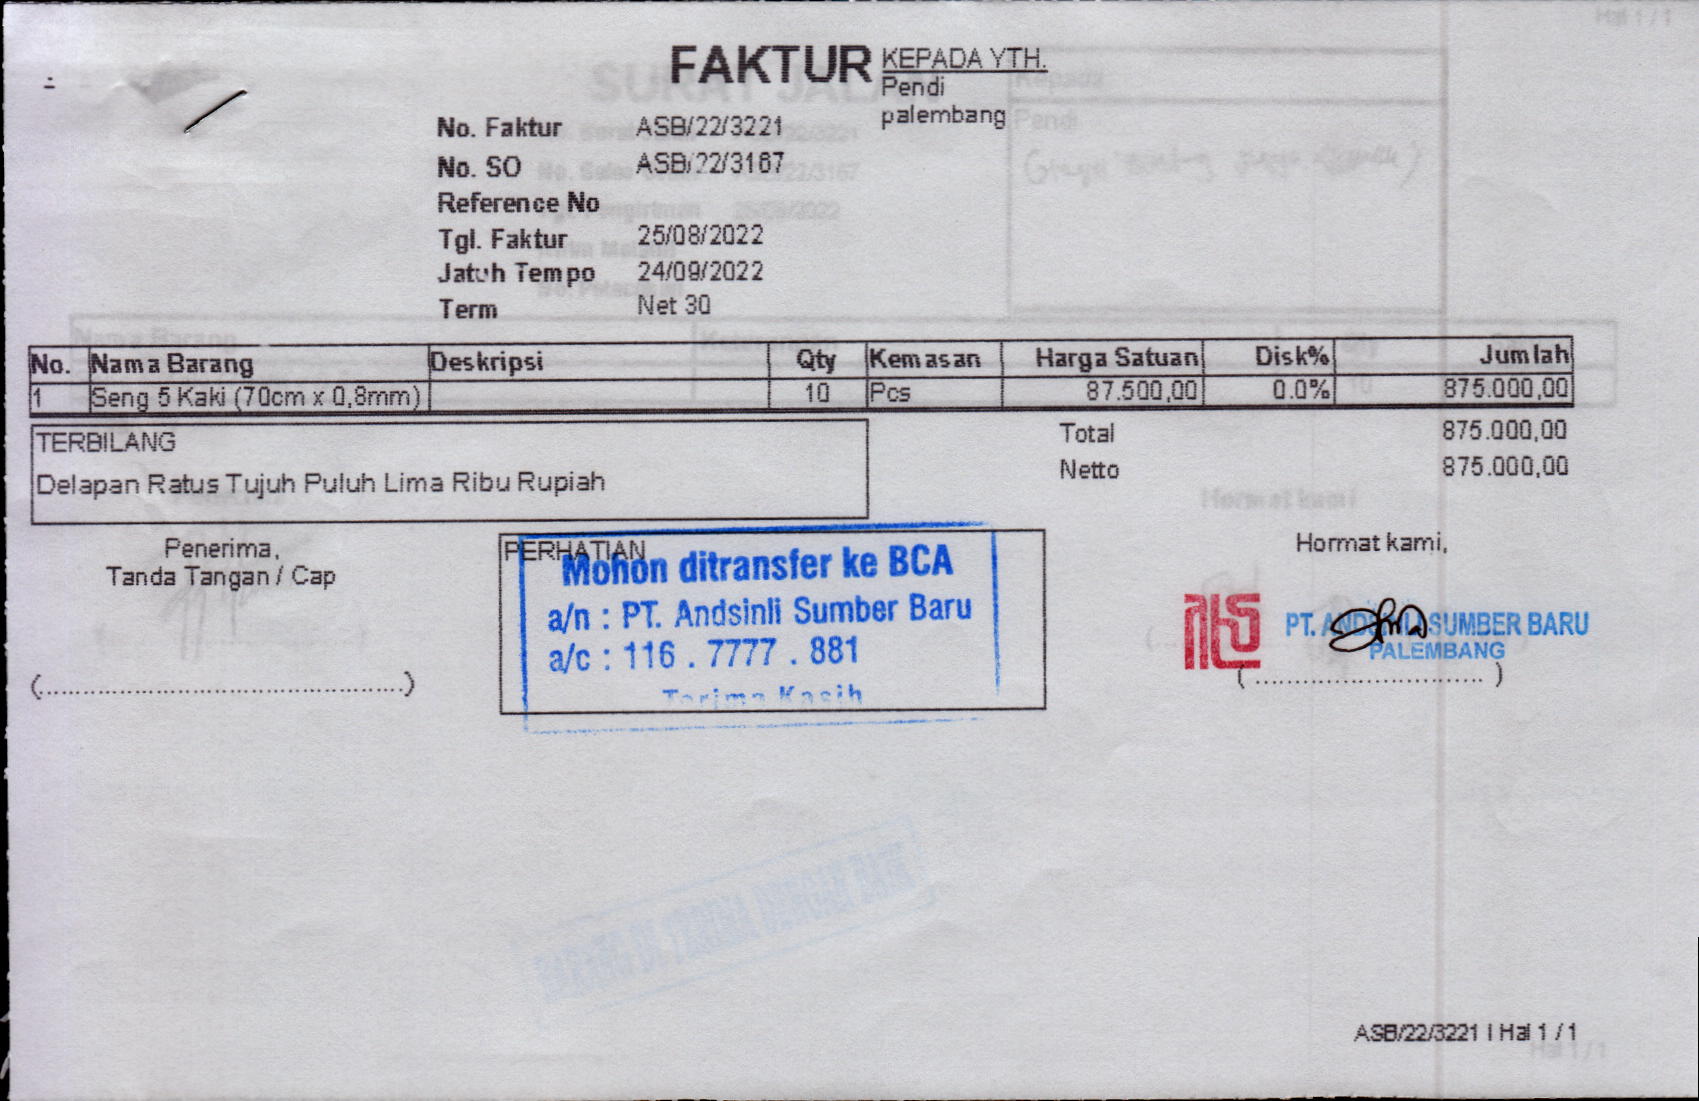 FAKTUR
KEPADA YTH.
Pendi
palembang
No. Faktur ASB/22/3221
No. SO ASB/22/3167
Reference No
Tgl. Faktur 25/08/2022
Jatuh Tempo 24/09/2022
Term Net 30
No. Nama Barang Deskripsi Qty Kemasan Harga Satuan Disk% Jumlah
1 Seng 5 Kaki (70cm x 0,8mm) 10 Pcs 87.500,00 0.0% 875.000,00
TERBILANG
Delapan Ratus Tujuh Puluh Lima Ribu Rupiah
Total 875.000,00
Netto 875.000,00
Penerima,
Tanda Tangan / Cap
(..............................................)
PERHATIAN
Mohon ditransfer ke BCA
a/n : PT. Andsinli Sumber Baru
a/c : 116 . 7777 . 881
Terima Kasih
Hormat kami,
PT. ANDSINLI SUMBER BARU
PALEMBANG
( ............................. )
ASB/22/3221 | Hal 1 / 1